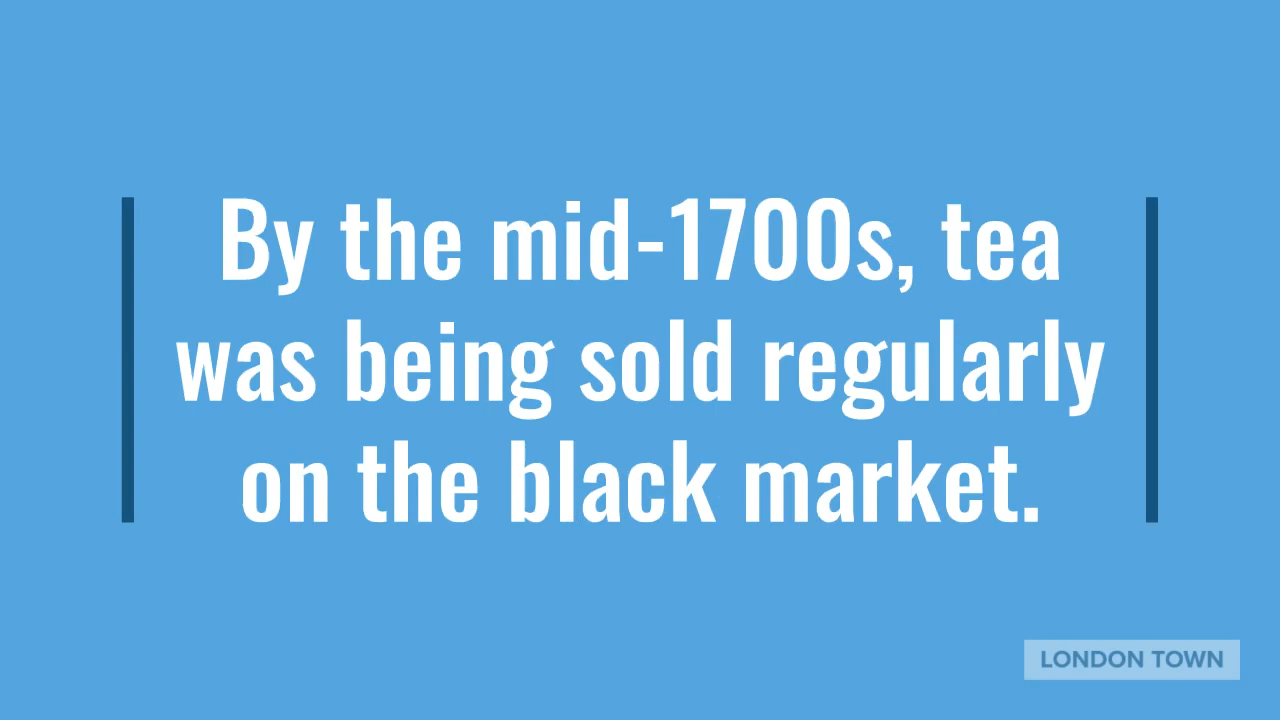 By the mid-1700s, tea
was being sold regularly
on the black market.
LONDON TOWN